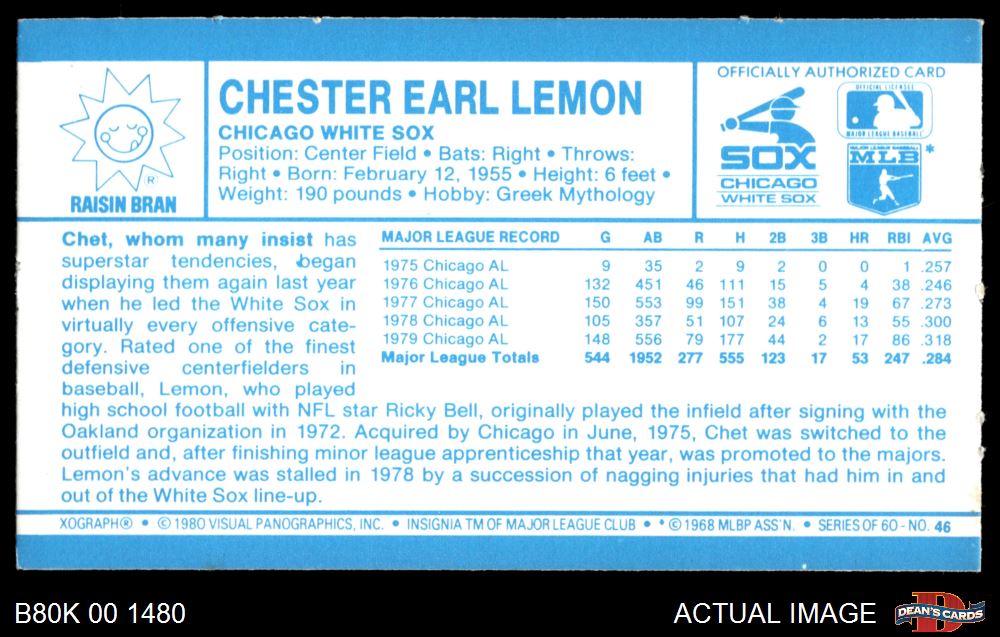 CHESTER EARL LEMON
CHICAGO WHITE SOX
Position: Center Field • Bats: Right • Throws:
Right • Born: February 12, 1955 • Height: 6 feet •
Weight: 190 pounds • Hobby: Greek Mythology
®
RAISIN BRAN
OFFICIALLY AUTHORIZED CARD
SOX
CHICAGO
WHITE SOX
OFFICIAL LICENSEE
MAJOR LEAGUE BASEBALL
MAJOR LEAGUE BASEBALL
MLB *
Chet, whom many insist has
superstar tendencies, began
displaying them again last year
when he led the White Sox in
virtually every offensive cate-
gory. Rated one of the finest
defensive centerfielders in
baseball, Lemon, who played
high school football with NFL star Ricky Bell, originally played the infield after signing with the
Oakland organization in 1972. Acquired by Chicago in June, 1975, Chet was switched to the
outfield and, after finishing minor league apprenticeship that year, was promoted to the majors.
Lemon's advance was stalled in 1978 by a succession of nagging injuries that had him in and
out of the White Sox line-up.
MAJOR LEAGUE RECORD G AB R H 2B 3B HR RBI AVG
1975 Chicago AL 9 35 2 9 2 0 0 1 .257
1976 Chicago AL 132 451 46 111 15 5 4 38 .246
1977 Chicago AL 150 553 99 151 38 4 19 67 .273
1978 Chicago AL 105 357 51 107 24 6 13 55 .300
1979 Chicago AL 148 556 79 177 44 2 17 86 .318
Major League Totals 544 1952 277 555 123 17 53 247 .284
XOGRAPH® • © 1980 VISUAL PANOGRAPHICS, INC. • INSIGNIA TM OF MAJOR LEAGUE CLUB • * © 1968 MLBP ASS'N. • SERIES OF 60 - NO. 46
B80K 00 1480
ACTUAL IMAGE
DEAN'S CARDS